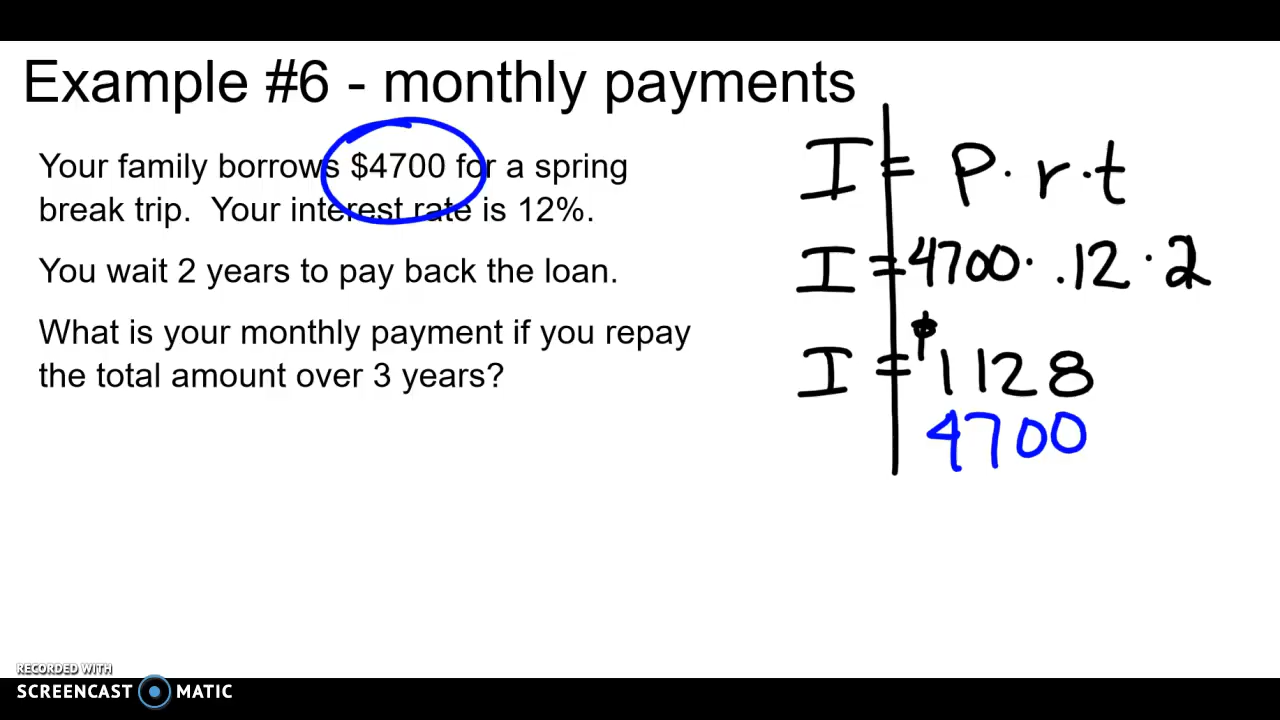 Example #6 - monthly payments
Your family borrows $4700 for a spring
break trip. Your interest rate is 12%.
You wait 2 years to pay back the loan.
What is your monthly payment if you repay
the total amount over 3 years?
I = P · r · t
I = 4700 · .12 · 2
I = $1128
4700
RECORDED WITH
SCREENCAST MATIC